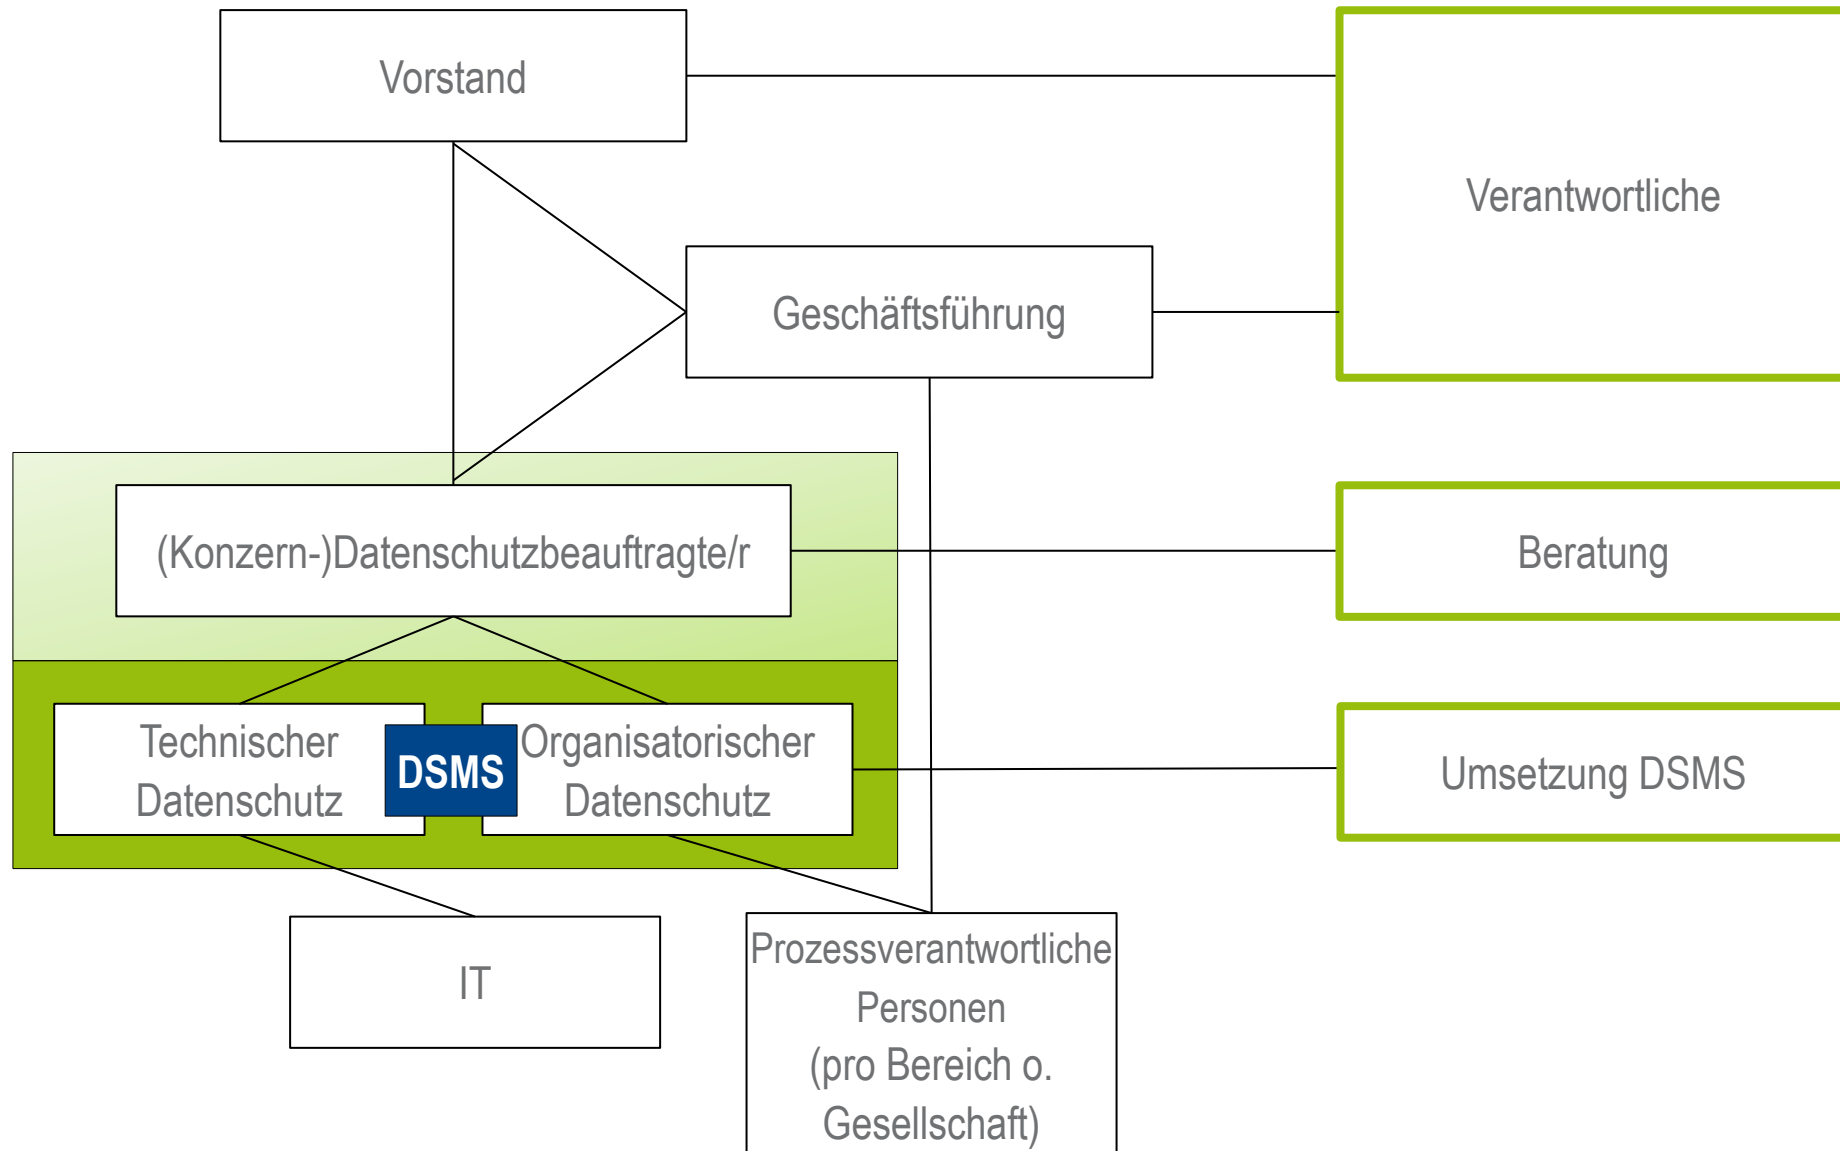 Vorstand
Verantwortliche
Geschäftsführung
(Konzern-)Datenschutzbeauftragte/r
Beratung
Technischer
Datenschutz
DSMS
Organisatorischer
Datenschutz
Umsetzung DSMS
IT
Prozessverantwortliche
Personen
(pro Bereich o.
Gesellschaft)